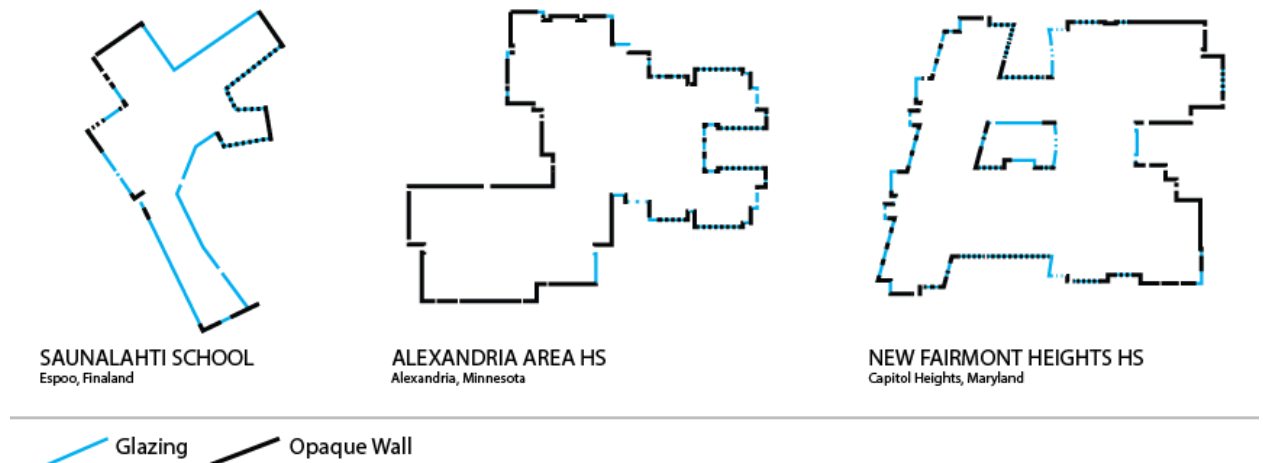 SAUNALAHTI SCHOOL
Espoo, Finaland
ALEXANDRIA AREA HS
Alexandria, Minnesota
NEW FAIRMONT HEIGHTS HS
Capitol Heights, Maryland
Glazing
Opaque Wall